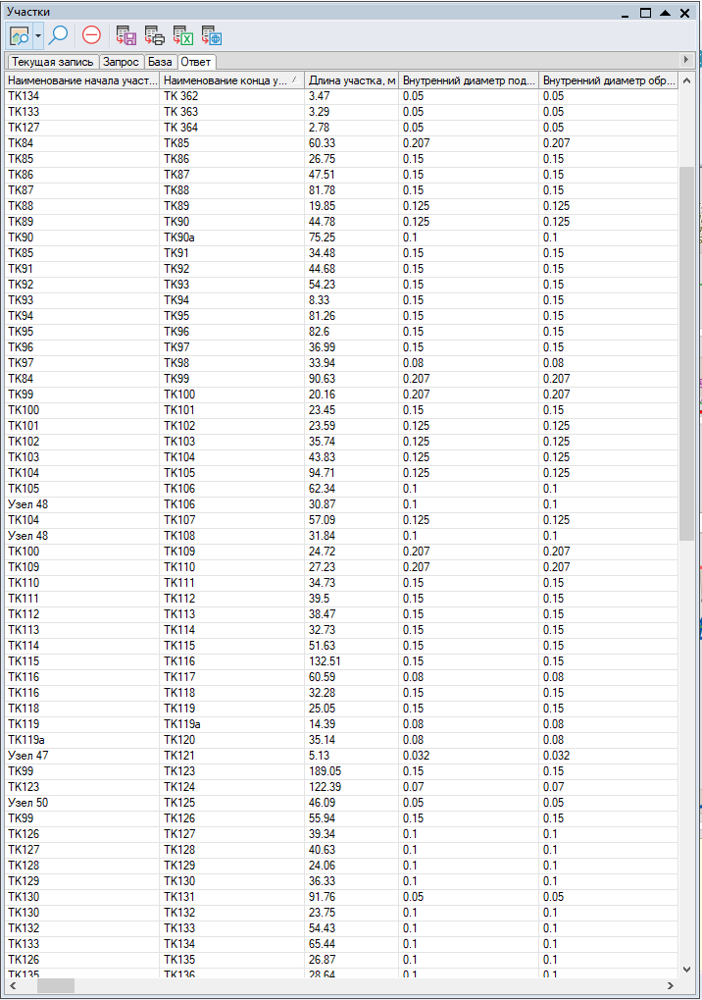 Участки
Текущая запись Запрос База Ответ
Наименование начала участ... Наименование конца у... Длина участка, м Внутренний диаметр под... Внутренний диаметр обр...
ТК134 ТК 362 3.47 0.05 0.05
ТК133 ТК 363 3.29 0.05 0.05
ТК127 ТК 364 2.78 0.05 0.05
ТК84 ТК85 60.33 0.207 0.207
ТК85 ТК86 26.75 0.15 0.15
ТК86 ТК87 47.51 0.15 0.15
ТК87 ТК88 81.78 0.15 0.15
ТК88 ТК89 19.85 0.125 0.125
ТК89 ТК90 44.78 0.125 0.125
ТК90 ТК90а 75.25 0.1 0.1
ТК85 ТК91 34.48 0.15 0.15
ТК91 ТК92 44.68 0.15 0.15
ТК92 ТК93 54.23 0.15 0.15
ТК93 ТК94 8.33 0.15 0.15
ТК94 ТК95 81.26 0.15 0.15
ТК95 ТК96 82.6 0.15 0.15
ТК96 ТК97 36.99 0.15 0.15
ТК97 ТК98 33.94 0.08 0.08
ТК84 ТК99 90.63 0.207 0.207
ТК99 ТК100 20.16 0.207 0.207
ТК100 ТК101 23.45 0.15 0.15
ТК101 ТК102 23.59 0.125 0.125
ТК102 ТК103 35.74 0.125 0.125
ТК103 ТК104 43.83 0.125 0.125
ТК104 ТК105 94.71 0.125 0.125
ТК105 ТК106 62.34 0.1 0.1
Узел 48 ТК106 30.87 0.1 0.1
ТК104 ТК107 57.09 0.125 0.125
Узел 48 ТК108 31.84 0.1 0.1
ТК100 ТК109 24.72 0.207 0.207
ТК109 ТК110 27.23 0.207 0.207
ТК110 ТК111 34.73 0.15 0.15
ТК111 ТК112 39.5 0.15 0.15
ТК112 ТК113 38.47 0.15 0.15
ТК113 ТК114 32.73 0.15 0.15
ТК114 ТК115 51.63 0.15 0.15
ТК115 ТК116 132.51 0.15 0.15
ТК116 ТК117 60.59 0.08 0.08
ТК116 ТК118 32.28 0.15 0.15
ТК118 ТК119 25.05 0.15 0.15
ТК119 ТК119а 14.39 0.08 0.08
ТК119а ТК120 35.14 0.08 0.08
Узел 47 ТК121 5.13 0.032 0.032
ТК99 ТК123 189.05 0.15 0.15
ТК123 ТК124 122.39 0.07 0.07
Узел 50 ТК125 46.09 0.05 0.05
ТК99 ТК126 55.94 0.15 0.15
ТК126 ТК127 39.34 0.1 0.1
ТК127 ТК128 40.63 0.1 0.1
ТК128 ТК129 24.06 0.1 0.1
ТК129 ТК130 36.33 0.1 0.1
ТК130 ТК131 91.76 0.05 0.05
ТК130 ТК132 23.75 0.1 0.1
ТК132 ТК133 54.43 0.1 0.1
ТК133 ТК134 65.44 0.1 0.1
ТК126 ТК135 26.87 0.1 0.1
ТК135 ТК136 28.64 0.1 0.1